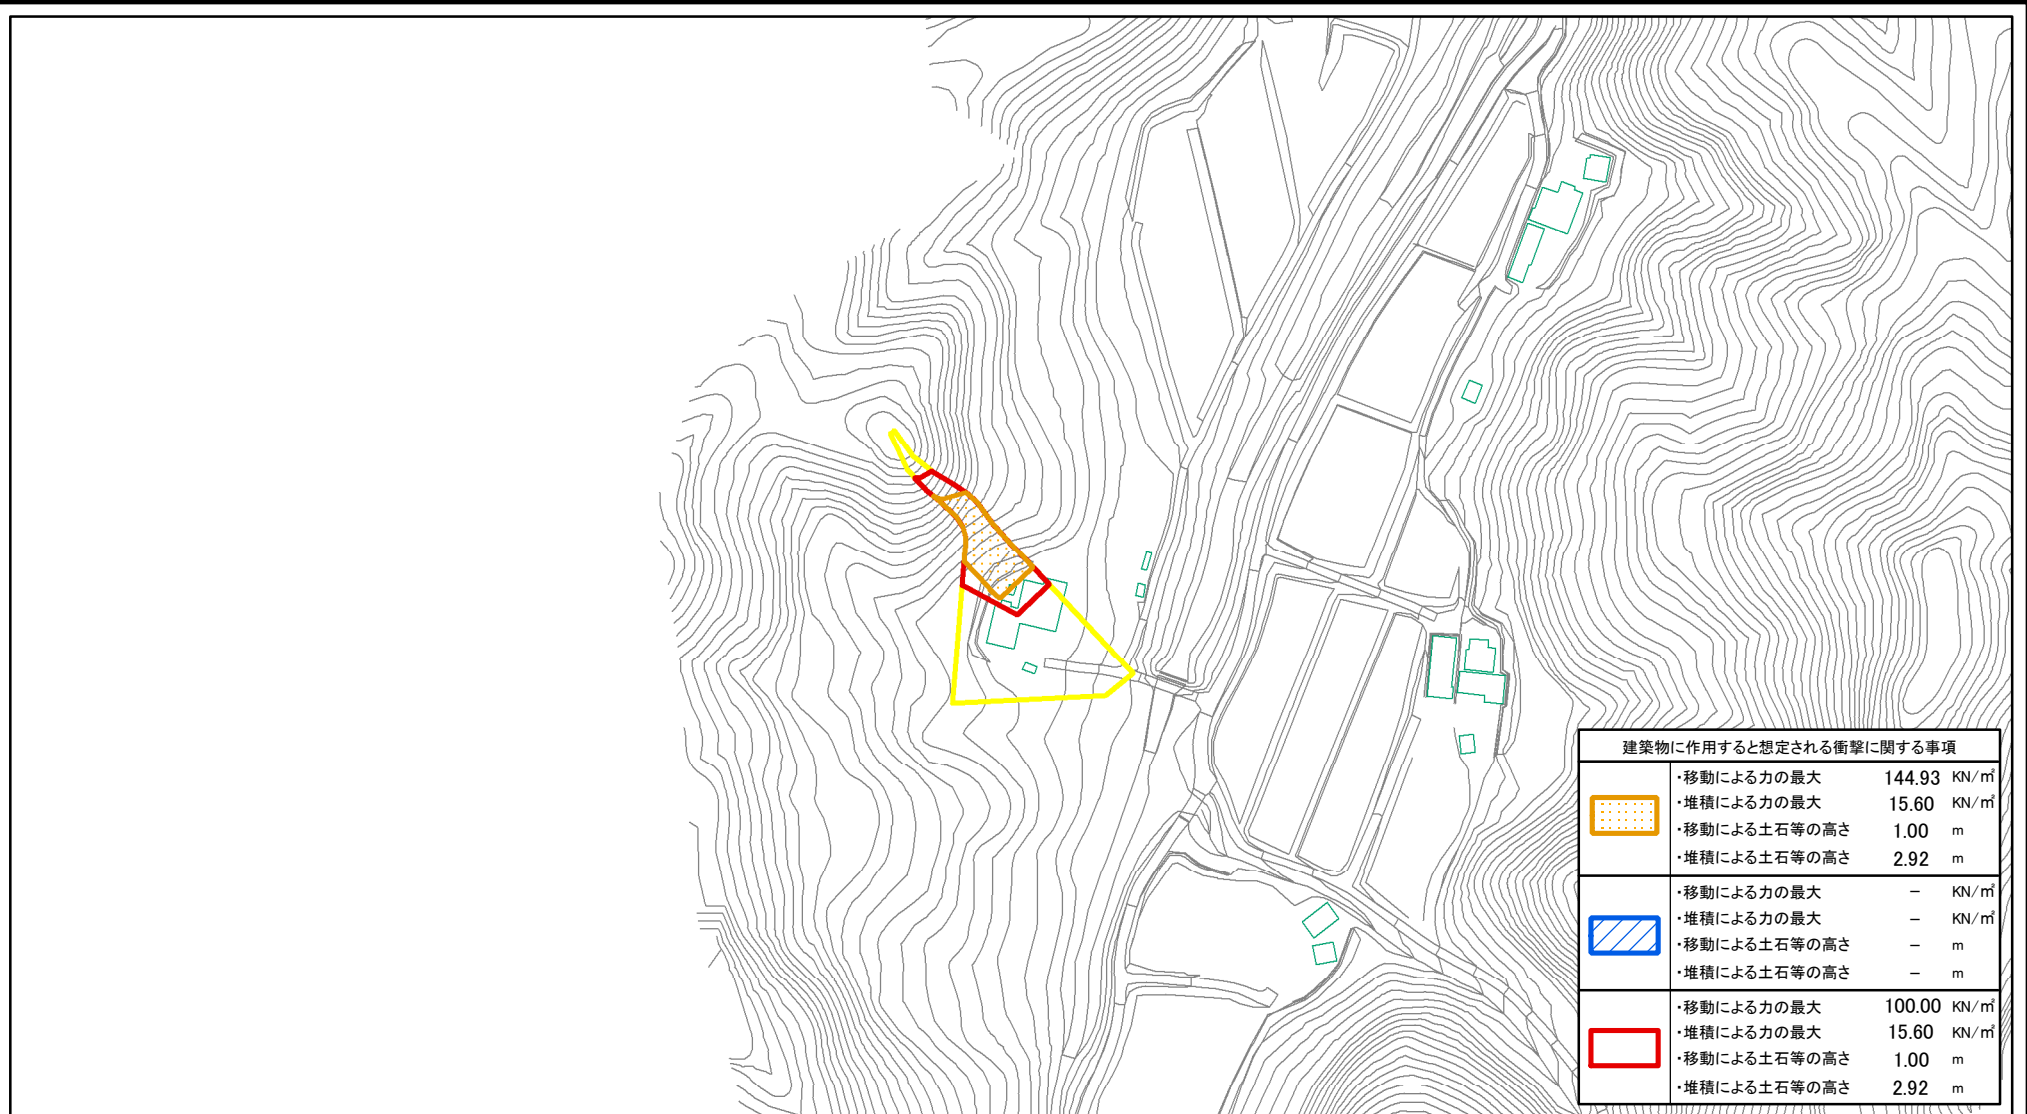 建築物に作用すると想定される衝撃に関する事項
・移動による力の最大 144.93 KN/㎡
・堆積による力の最大 15.60 KN/㎡
・移動による土石等の高さ 1.00 m
・堆積による土石等の高さ 2.92 m
・移動による力の最大 － KN/㎡
・堆積による力の最大 － KN/㎡
・移動による土石等の高さ － m
・堆積による土石等の高さ － m
・移動による力の最大 100.00 KN/㎡
・堆積による力の最大 15.60 KN/㎡
・移動による土石等の高さ 1.00 m
・堆積による土石等の高さ 2.92 m